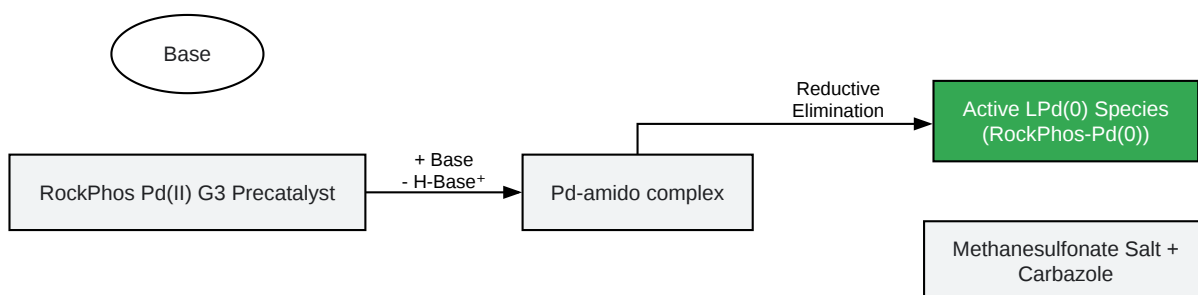 Base
RockPhos Pd(II) G3 Precatalyst
+ Base
- H-Base⁺
Pd-amido complex
Reductive
Elimination
Active LPd(0) Species
(RockPhos-Pd(0))
Methanesulfonate Salt +
Carbazole